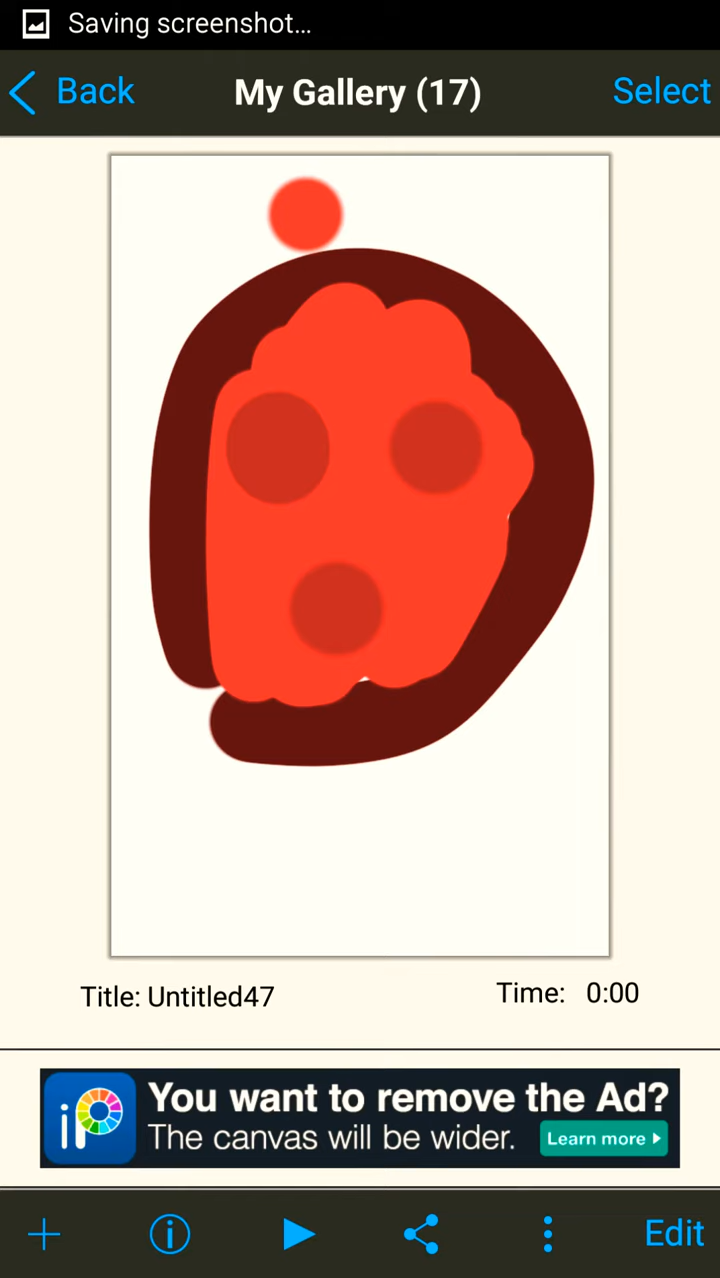 Saving screenshot...
Back
My Gallery (17)
Select
Title: Untitled47
Time: 0:00
iP
You want to remove the Ad?
The canvas will be wider.
Learn more
Edit